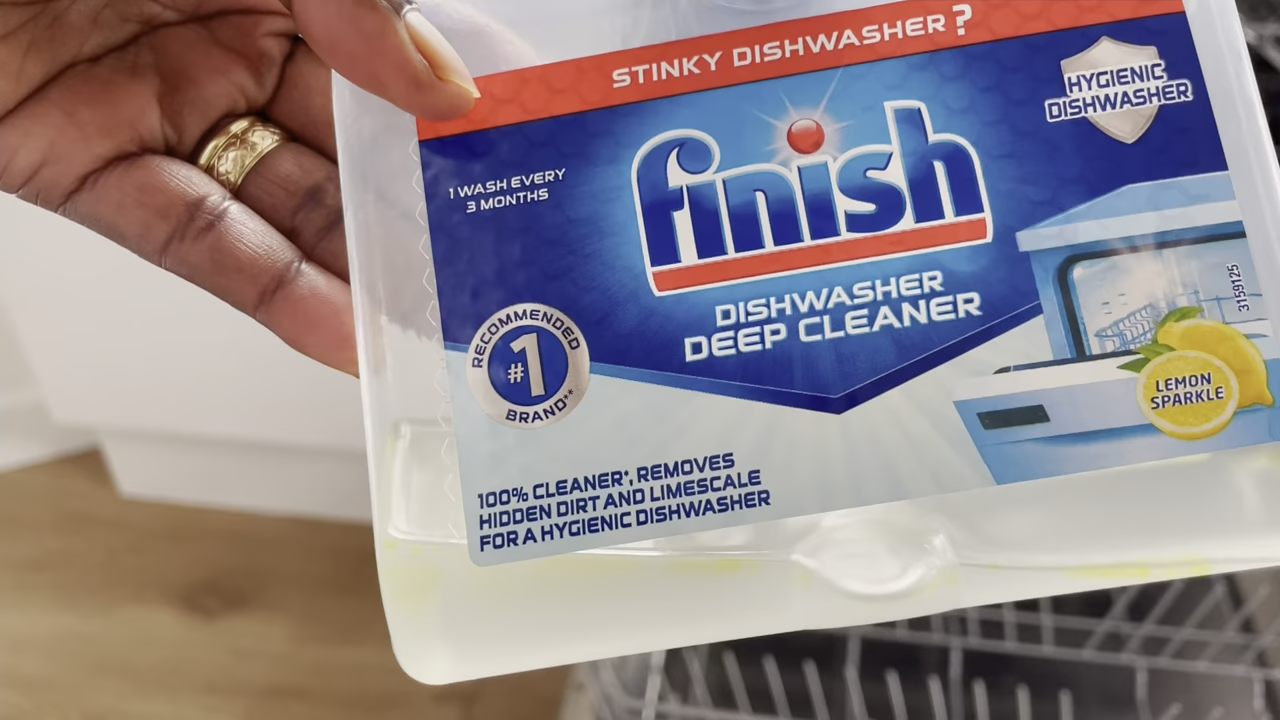 STINKY DISHWASHER?
HYGIENIC
DISHWASHER
1 WASH EVERY
3 MONTHS
finish
DISHWASHER
DEEP CLEANER
3159125
RECOMMENDED
#1
BRAND**
LEMON
SPARKLE
100% CLEANER*, REMOVES
HIDDEN DIRT AND LIMESCALE
FOR A HYGIENIC DISHWASHER